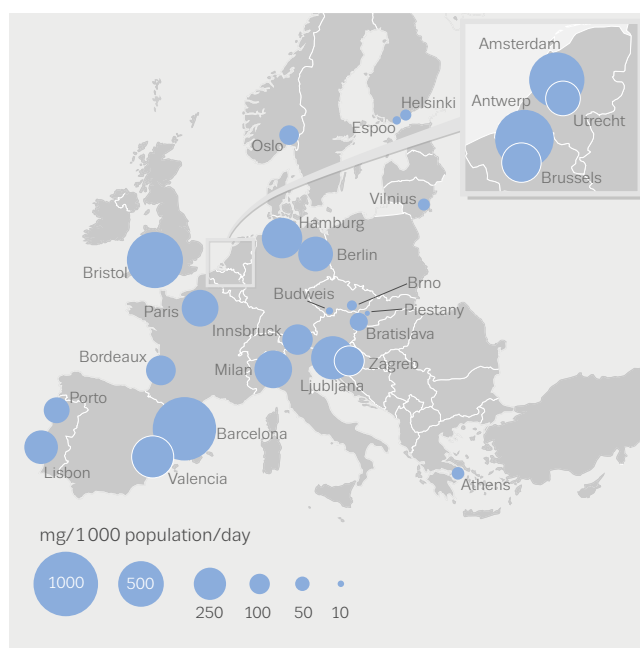 Amsterdam
Antwerp
Utrecht
Brussels
Helsinki
Espoo
Oslo
Vilnius
Hamburg
Berlin
Bristol
Budweis
Brno
Paris
Piestany
Innsbruck
Bratislava
Bordeaux
Milan
Zagreb
Ljubljana
Porto
Barcelona
Lisbon
Valencia
Athens
mg/1000 population/day
1000
500
250
100
50
10